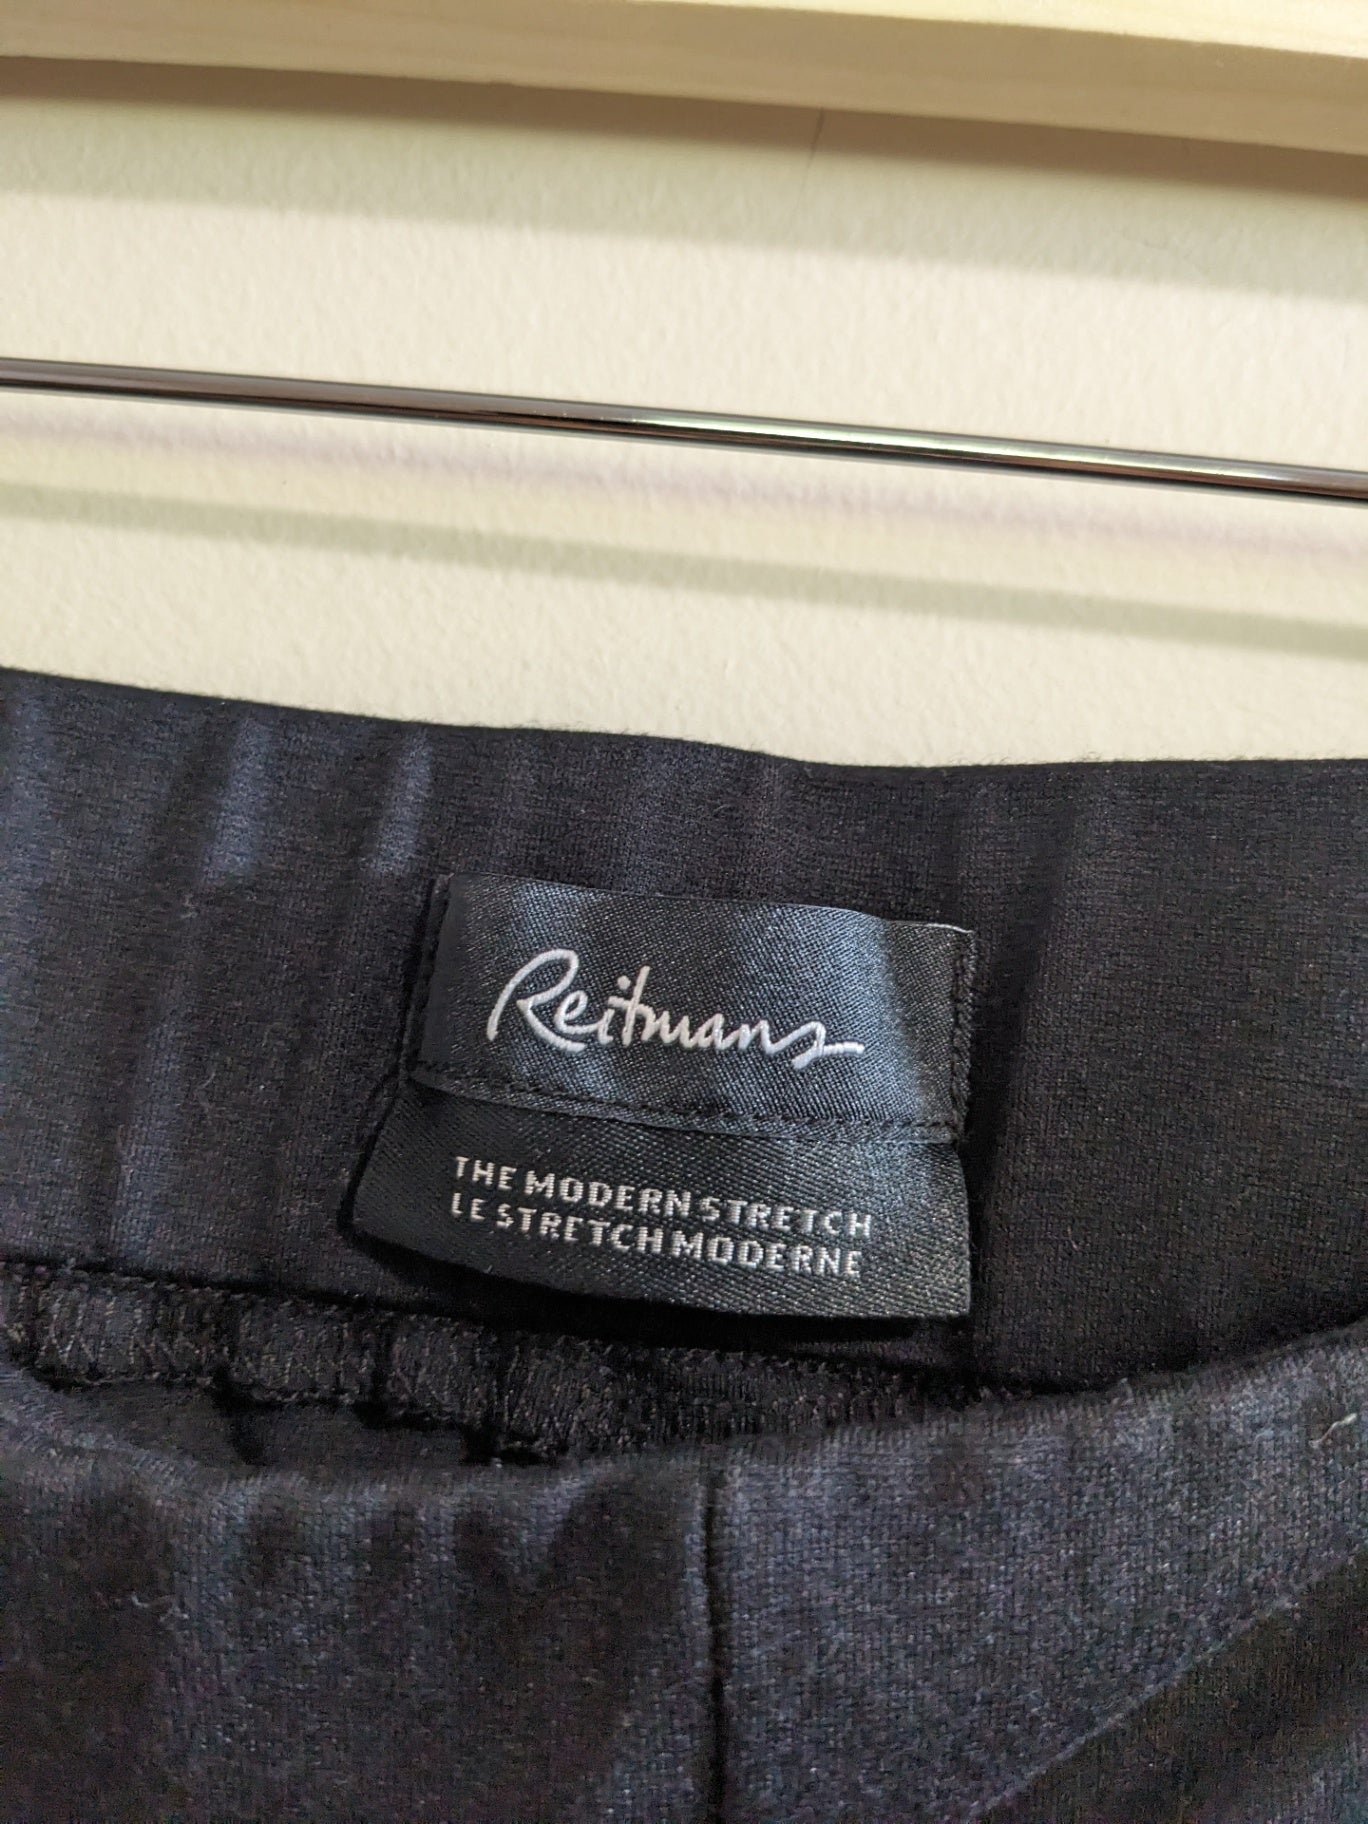 Reitmans
THE MODERN STRETCH
LE STRETCH MODERNE